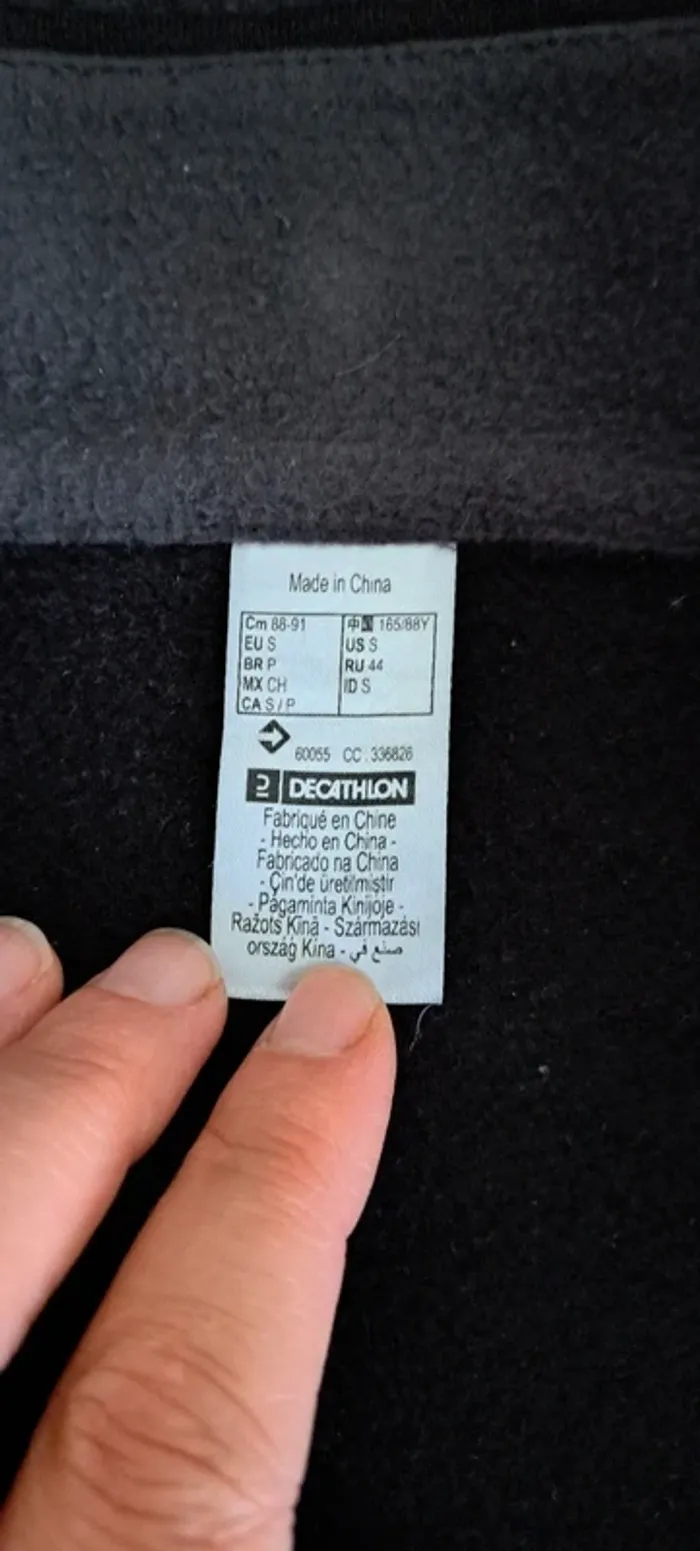 Made in China
Cm 88-91 中国 165/88Y
EU S US S
BR P RU 44
MX CH ID S
CA S / P
60055 CC 336826
DECATHLON
Fabriqué en Chine
- Hecho en China -
Fabricado na China
- Çin'de üretilmiştir
- Pagaminta Kinijoje -
Ražots Ķīnā - Származási
ország Kína - صنع في